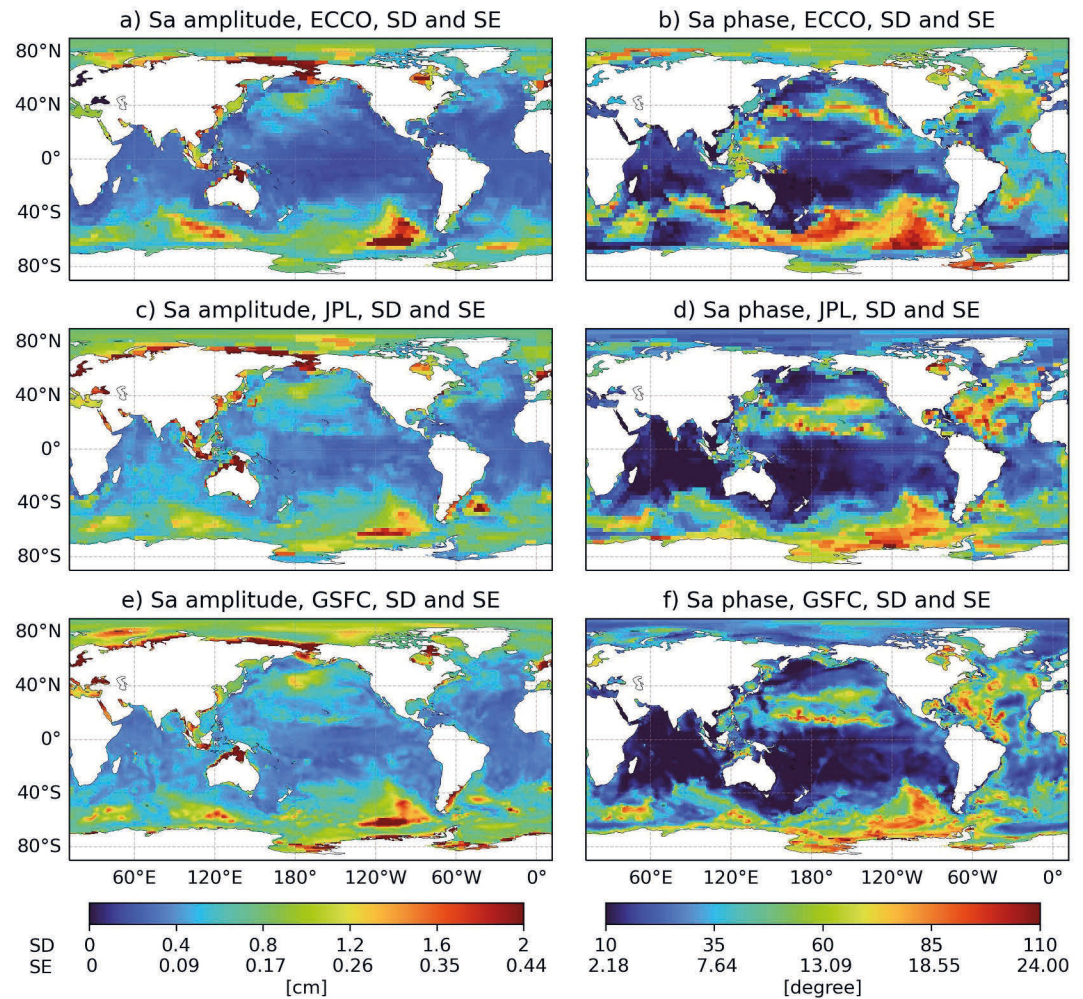 a) Sa amplitude, ECCO, SD and SE
b) Sa phase, ECCO, SD and SE
80°N
40°N
0°
40°S
80°S
c) Sa amplitude, JPL, SD and SE
d) Sa phase, JPL, SD and SE
80°N
40°N
0°
40°S
80°S
e) Sa amplitude, GSFC, SD and SE
f) Sa phase, GSFC, SD and SE
80°N
40°N
0°
40°S
80°S
60°E 120°E 180° 120°W 60°W 0°
60°E 120°E 180° 120°W 60°W 0°
SD 0 0.4 0.8 1.2 1.6 2
SE 0 0.09 0.17 0.26 0.35 0.44
[cm]
10 35 60 85 110
2.18 7.64 13.09 18.55 24.00
[degree]